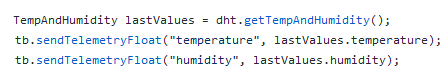 TempAndHumidity lastValues = dht.getTempAndHumidity();
tb.sendTelemetryFloat("temperature", lastValues.temperature);
tb.sendTelemetryFloat("humidity", lastValues.humidity);